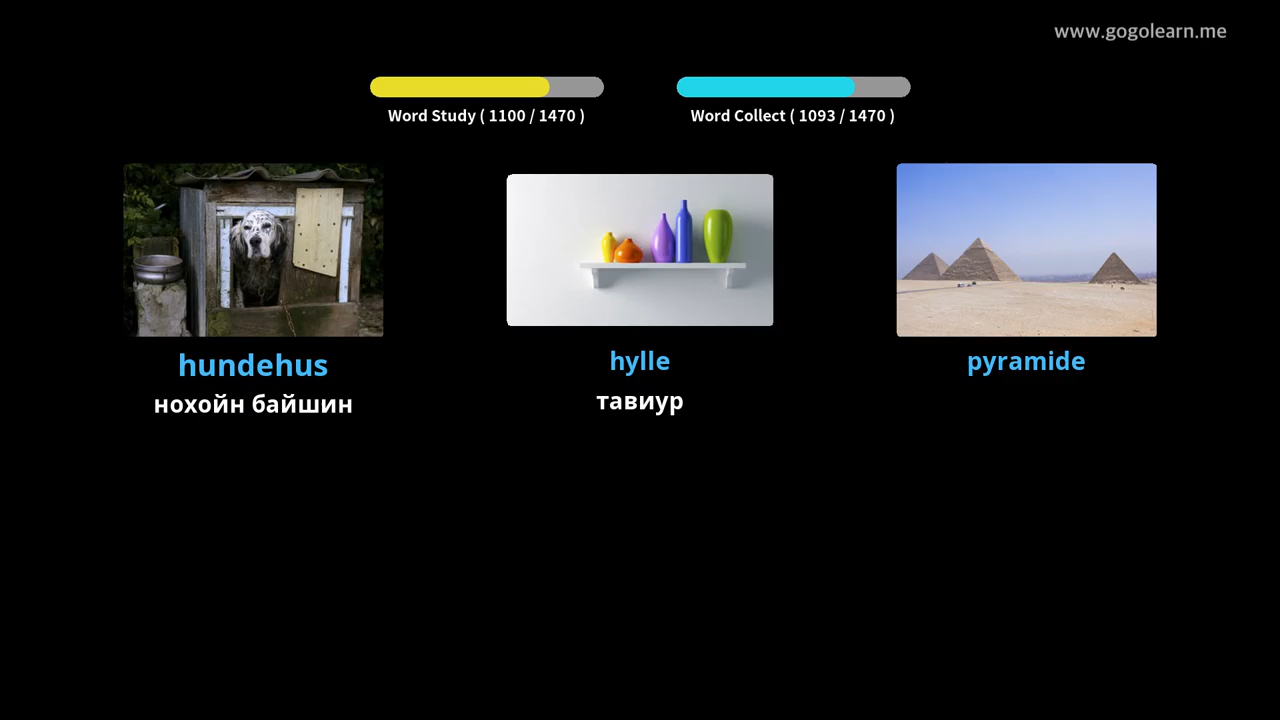 www.gogolearn.me
Word Study ( 1100 / 1470 )
Word Collect ( 1093 / 1470 )
hundehus
hylle
pyramide
нохойн байшин
тавиур